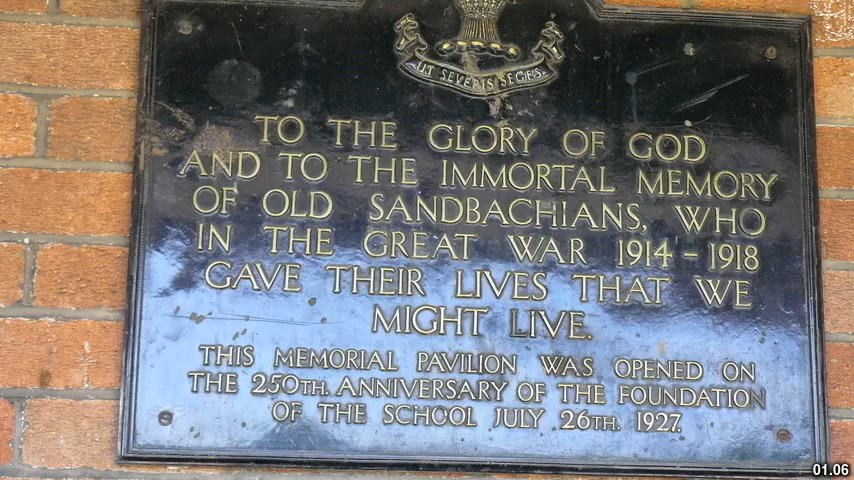 UT SEVERIS SEGES
TO THE GLORY OF GOD
AND TO THE IMMORTAL MEMORY
OF OLD SANDBACHIANS, WHO
IN THE GREAT WAR 1914 - 1918
GAVE THEIR LIVES THAT WE
MIGHT LIVE.
THIS MEMORIAL PAVILION WAS OPENED ON
THE 250TH. ANNIVERSARY OF THE FOUNDATION
OF THE SCHOOL JULY 26TH. 1927.
01.06